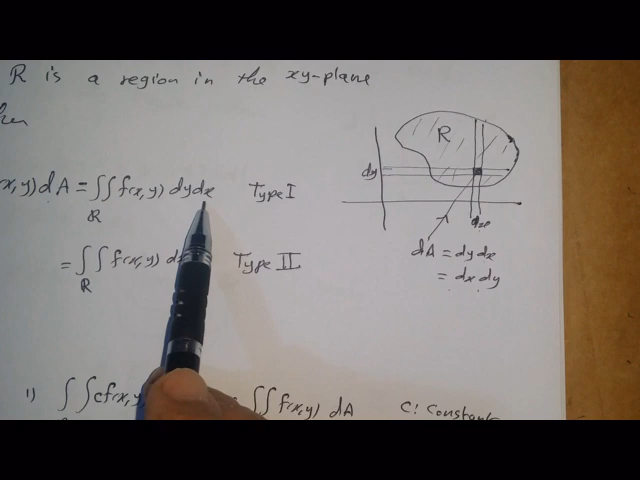 R is a region in the xy-plane
x,y) dA = ∬ f(x,y) dy dx Type I
R
= ∬ f(x,y) Type II
R
R
dy
dx
dA = dy dx
= dx dy
1) ∬ cf(x,y) ∬ f(x,y) dA C: Constant